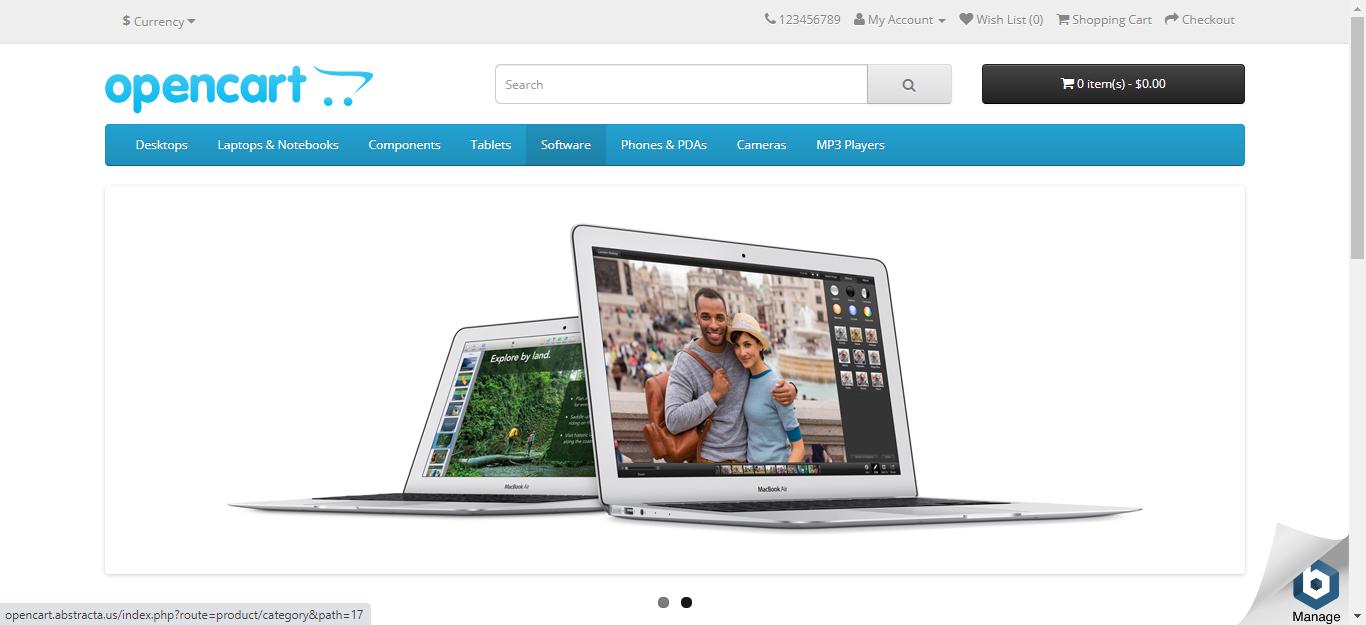 $ Currency
123456789 My Account Wish List (0) Shopping Cart Checkout
opencart
Search
0 item(s) - $0.00
Desktops Laptops & Notebooks Components Tablets Software Phones & PDAs Cameras MP3 Players
Explore by land.
MacBook Air
MacBook Air
Manage
opencart.abstracta.us/index.php?route=product/category&path=17